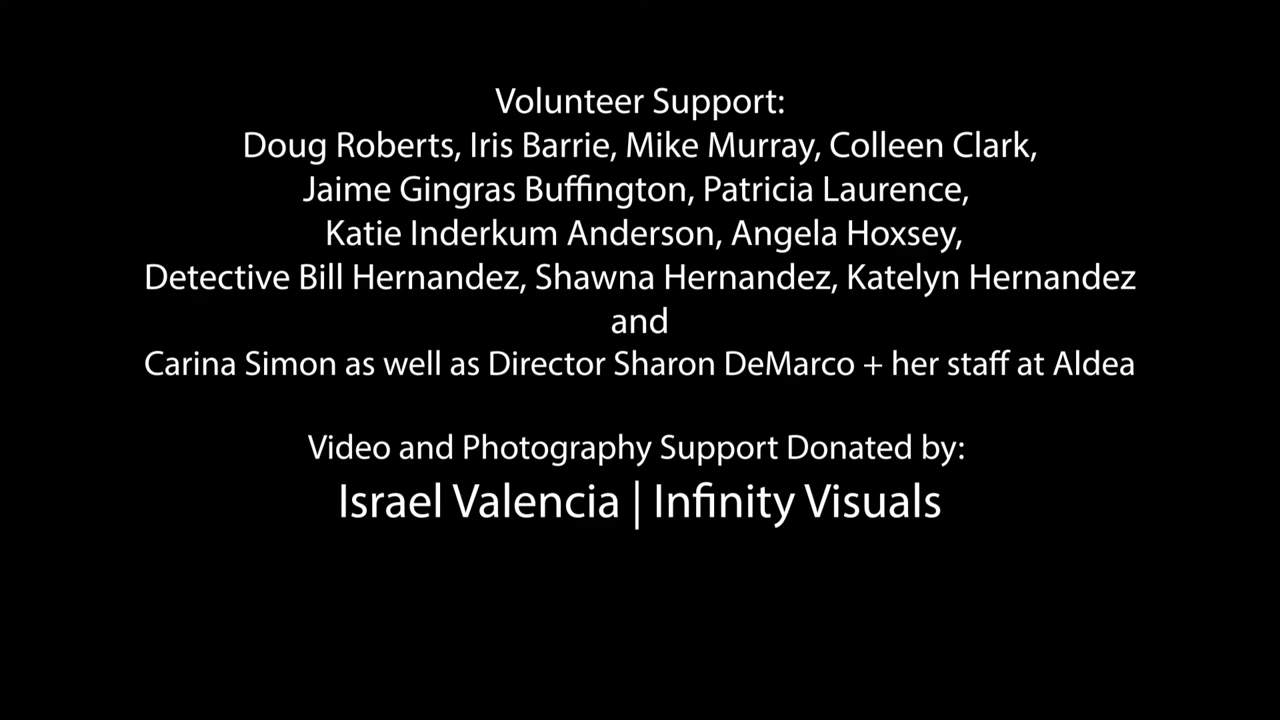 Volunteer Support:
Doug Roberts, Iris Barrie, Mike Murray, Colleen Clark,
Jaime Gingras Buffington, Patricia Laurence,
Katie Inderkum Anderson, Angela Hoxsey,
Detective Bill Hernandez, Shawna Hernandez, Katelyn Hernandez
and
Carina Simon as well as Director Sharon DeMarco + her staff at Aldea
Video and Photography Support Donated by:
Israel Valencia | Infinity Visuals